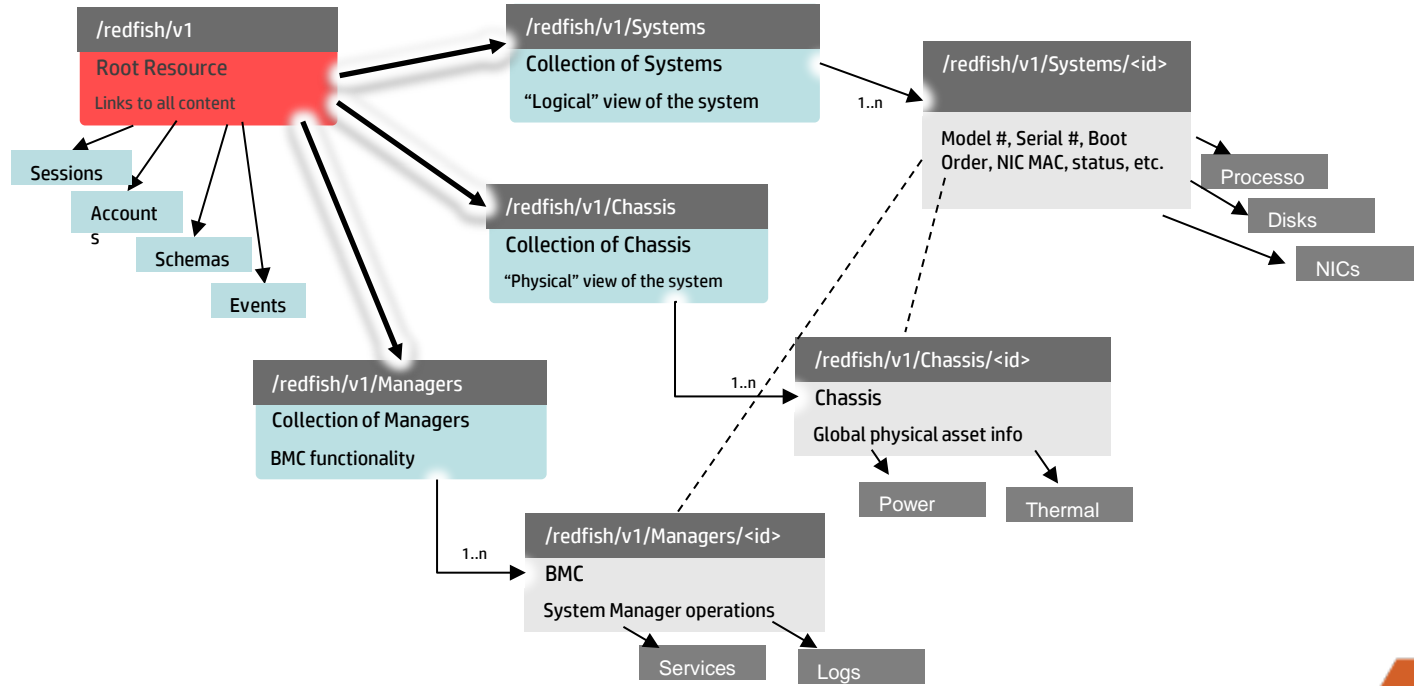 /redfish/v1
Root Resource
Links to all content
Sessions
Account
s
Schemas
Events
/redfish/v1/Systems
Collection of Systems
“Logical” view of the system
1..n
/redfish/v1/Systems/<id>
Model #, Serial #, Boot
Order, NIC MAC, status, etc.
Processo
Disks
NICs
/redfish/v1/Chassis
Collection of Chassis
“Physical” view of the system
1..n
/redfish/v1/Chassis/<id>
Chassis
Global physical asset info
Power
Thermal
/redfish/v1/Managers
Collection of Managers
BMC functionality
1..n
/redfish/v1/Managers/<id>
BMC
System Manager operations
Services
Logs